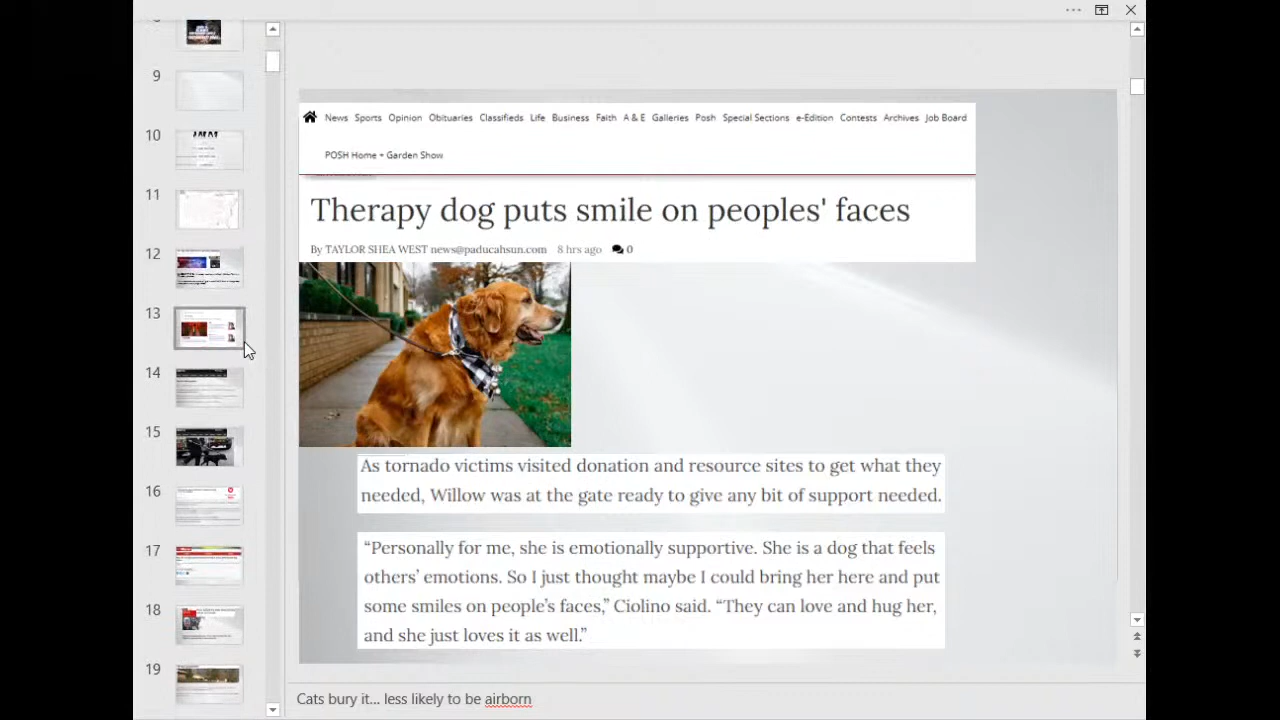 9
10
11
12
13
14
15
16
17
18
19
News Sports Opinion Obituaries Classifieds Life Business Faith A & E Galleries Posh Special Sections e-Edition Contests Archives Job Board
POSH Home + Garden Show
Therapy dog puts smile on peoples' faces
By TAYLOR SHEA WEST news@paducahsun.com 8 hrs ago 0
As tornado victims visited donation and resource sites to get what they
needed, Willow was at the gate ready to give any bit of support needed.
“Personally to me, she is emotionally supportive. She is a dog that feels
others’ emotions. So I just thought maybe I could bring her here and put
some smiles on people’s faces,” Ciolino said. “They can love and hug her,
and she just loves it as well.”
Cats bury it... less likely to be airborn